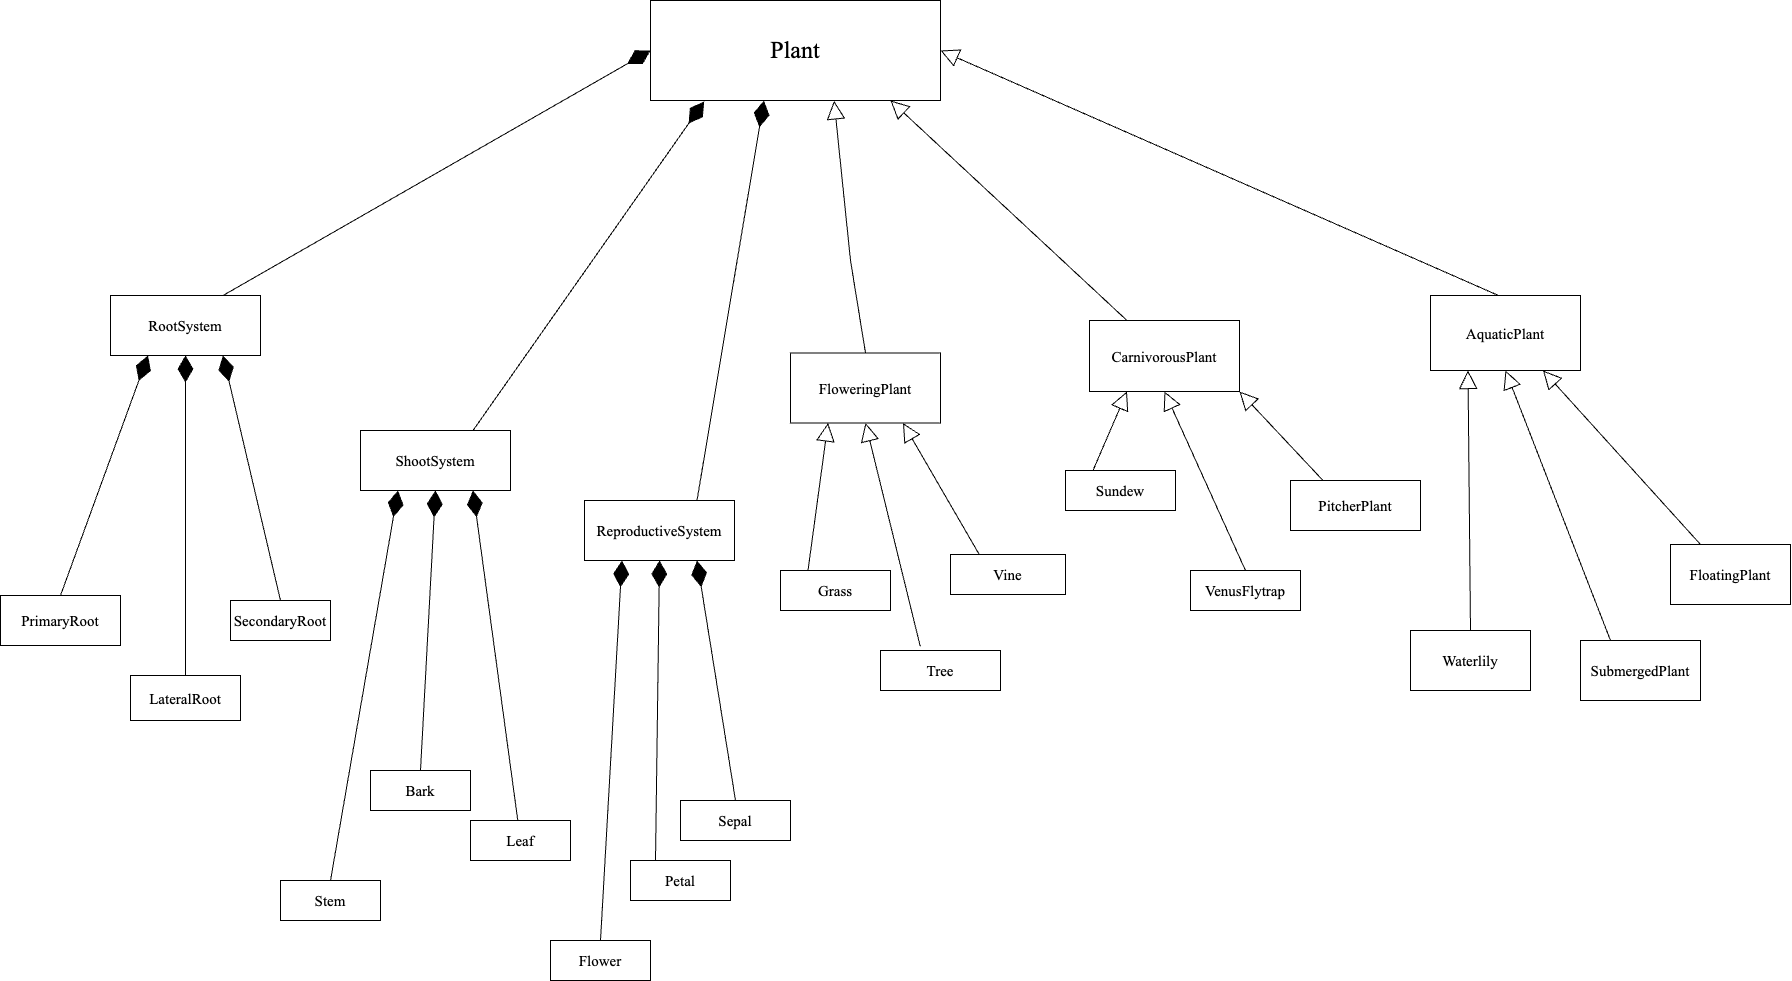 Plant
RootSystem
AquaticPlant
CarnivorousPlant
FloweringPlant
ShootSystem
Sundew
PitcherPlant
ReproductiveSystem
Vine
FloatingPlant
Grass
VenusFlytrap
PrimaryRoot
SecondaryRoot
Waterlily
Tree
SubmergedPlant
LateralRoot
Bark
Sepal
Leaf
Petal
Stem
Flower